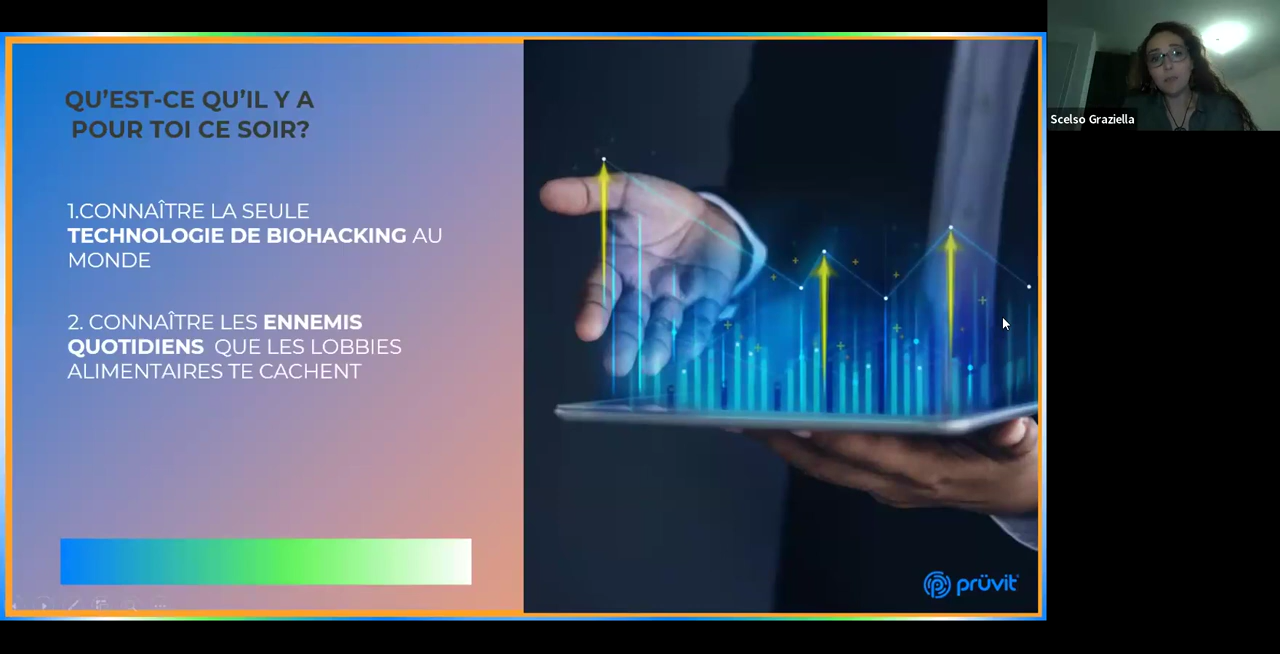 QU'EST-CE QU'IL Y A
POUR TOI CE SOIR?
1.CONNAÎTRE LA SEULE
TECHNOLOGIE DE BIOHACKING AU
MONDE
2. CONNAÎTRE LES ENNEMIS
QUOTIDIENS QUE LES LOBBIES
ALIMENTAIRES TE CACHENT
prüvit
Scelso Graziella